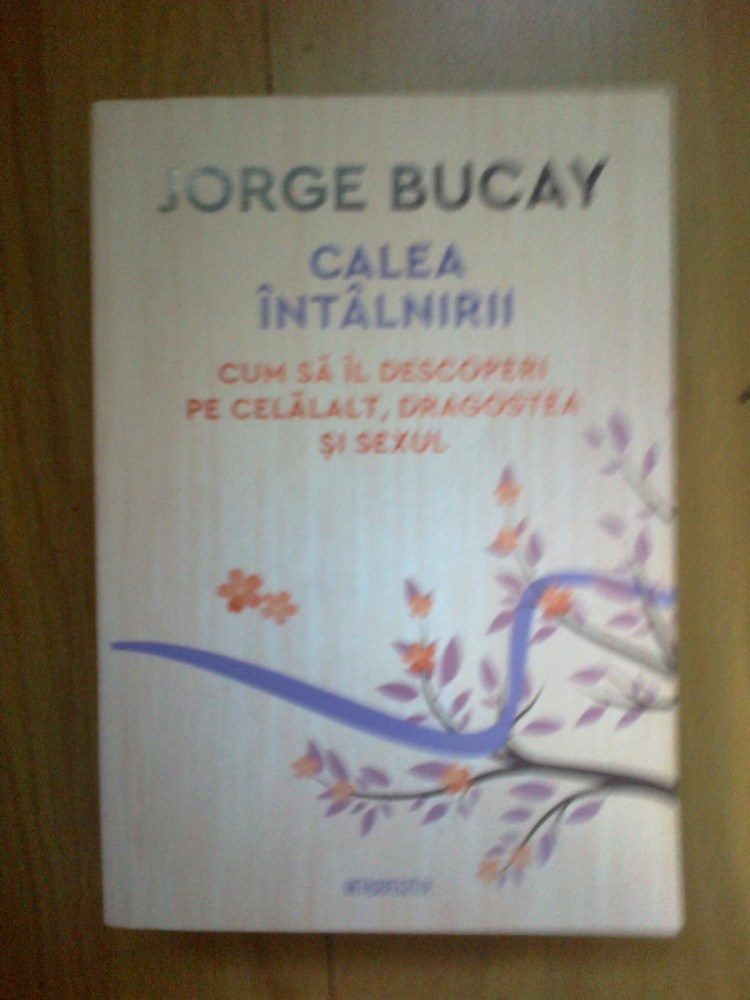 JORGE BUCAY
CALEA
ÎNTÂLNIRII
CUM SĂ ÎL DESCOPERI
PE CELĂLALT, DRAGOSTEA
ȘI SEXUL